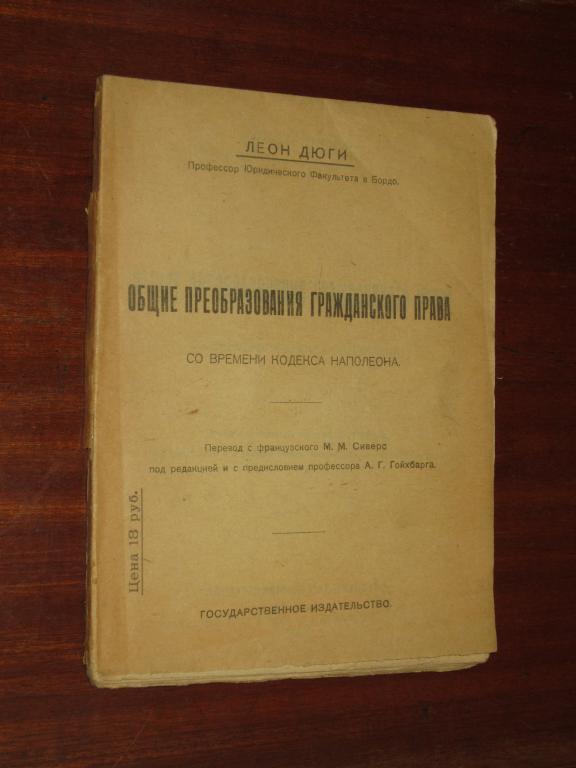 ЛЕОН ДЮГИ
Профессор Юридического Факультета в Бордо.
ОБЩИЕ ПРЕОБРАЗОВАНИЯ ГРАЖДАНСКОГО ПРАВА
СО ВРЕМЕНИ КОДЕКСА НАПОЛЕОНА.
Перевод с французского М. М. Сиверс
под редакцией и с предисловием профессора А. Г. Гойхбарга.
Цена 18 руб.
ГОСУДАРСТВЕННОЕ ИЗДАТЕЛЬСТВО.